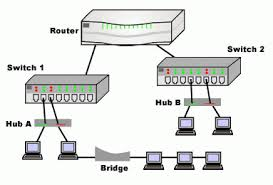 Router
Switch 2
Switch 1
Hub B
Hub A
Bridge